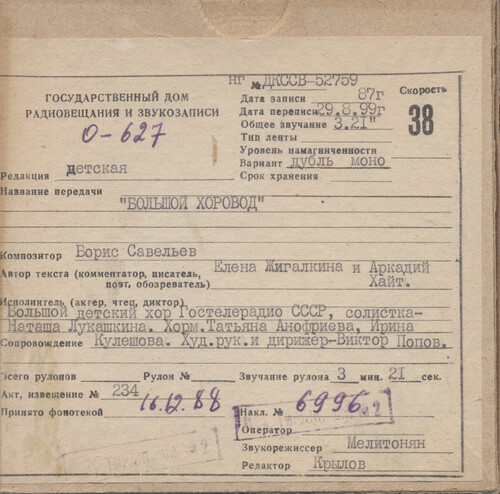 нг № ДКССВ-52759
ГОСУДАРСТВЕННЫЙ ДОМ
РАДИОВЕЩАНИЯ И ЗВУКОЗАПИСИ
О-627
Дата записи 87г
Дата переписи 29.8.99г
Общее звучание 3.21"
Тип ленты
Уровень намагниченности
Вариант дубль моно
Срок хранения
Скорость
38
Редакция детская
Название передачи
"БОЛЬШОЙ ХОРОВОД"
Композитор Борис Савельев
Автор текста (комментатор, писатель, поэт, обозреватель) Елена Жигалкина и Аркадий
Хайт.
Исполнитель (актер, чтец, диктор)
Большой детский хор Гостелерадио СССР, солистка-
Наташа Лукашкина. Хорм.Татьяна Анофриева, Ирина
Сопровождение Кулешова. Худ.рук.и дирижер-Виктор Попов.
Всего рулонов Рулон № Звучание рулона 3 мин. 21 сек.
Акт, извещение № 234
Принято фонотекой 16.12.88 Накл. № 6996
Оператор
Звукорежиссер Мелитонян
Редактор Крылов